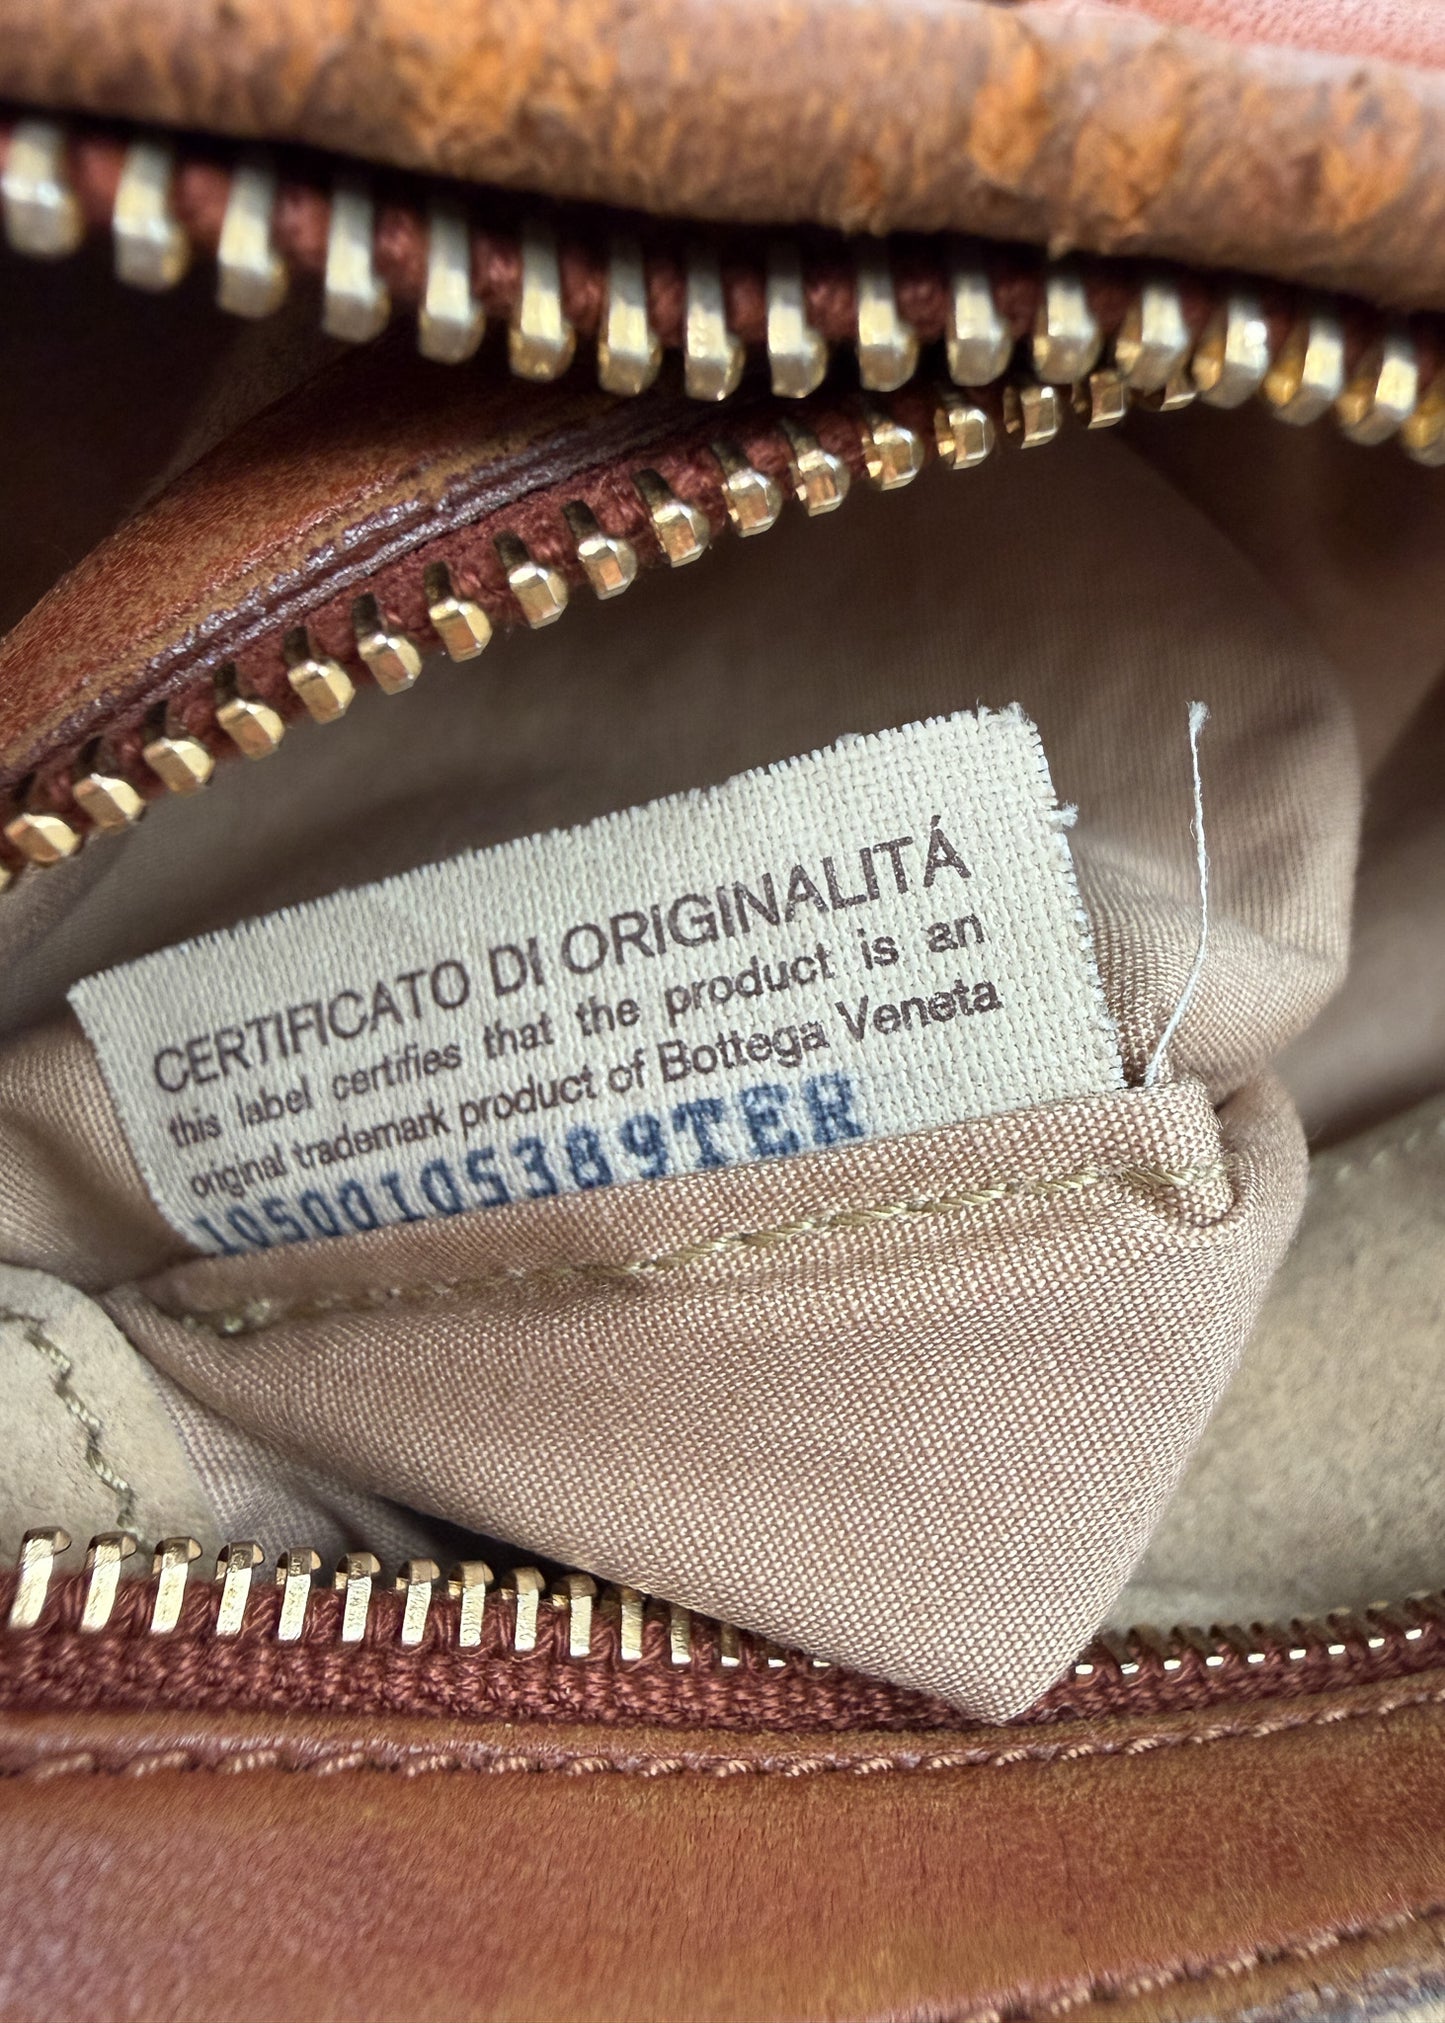 CERTIFICATO DI ORIGINALITÁ
this label certifies that the product is an
original trademark product of Bottega Veneta
10500105389TER